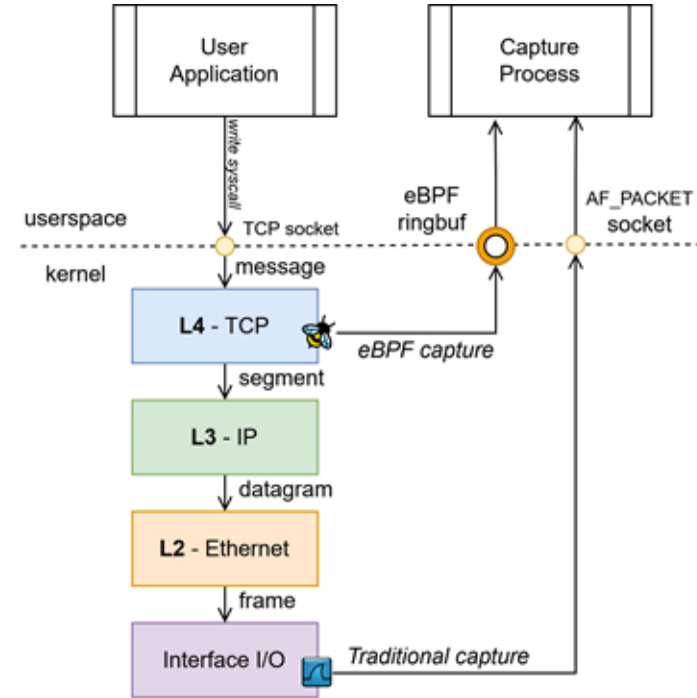 User
Application
Capture
Process
write syscall
eBPF
ringbuf
AF_PACKET
socket
userspace
TCP socket
kernel
message
L4 - TCP
eBPF capture
segment
L3 - IP
datagram
L2 - Ethernet
frame
Interface I/O
Traditional capture